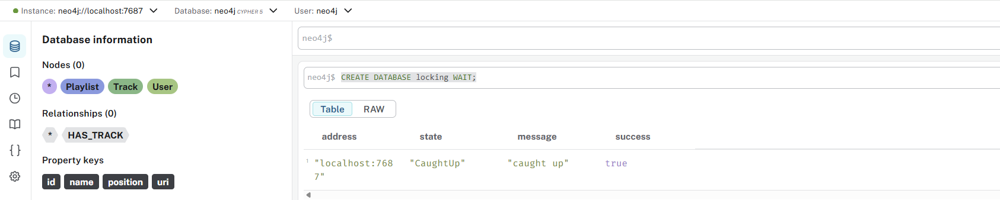 Instance: neo4j://localhost:7687 Database: neo4j CYPHER 5 User: neo4j
Database information
Nodes (0)
* Playlist Track User
Relationships (0)
* HAS_TRACK
Property keys
id name position uri
neo4j$
neo4j$ CREATE DATABASE locking WAIT;
Table RAW
address state message success
1 "localhost:768 "CaughtUp" "caught up" true
7"